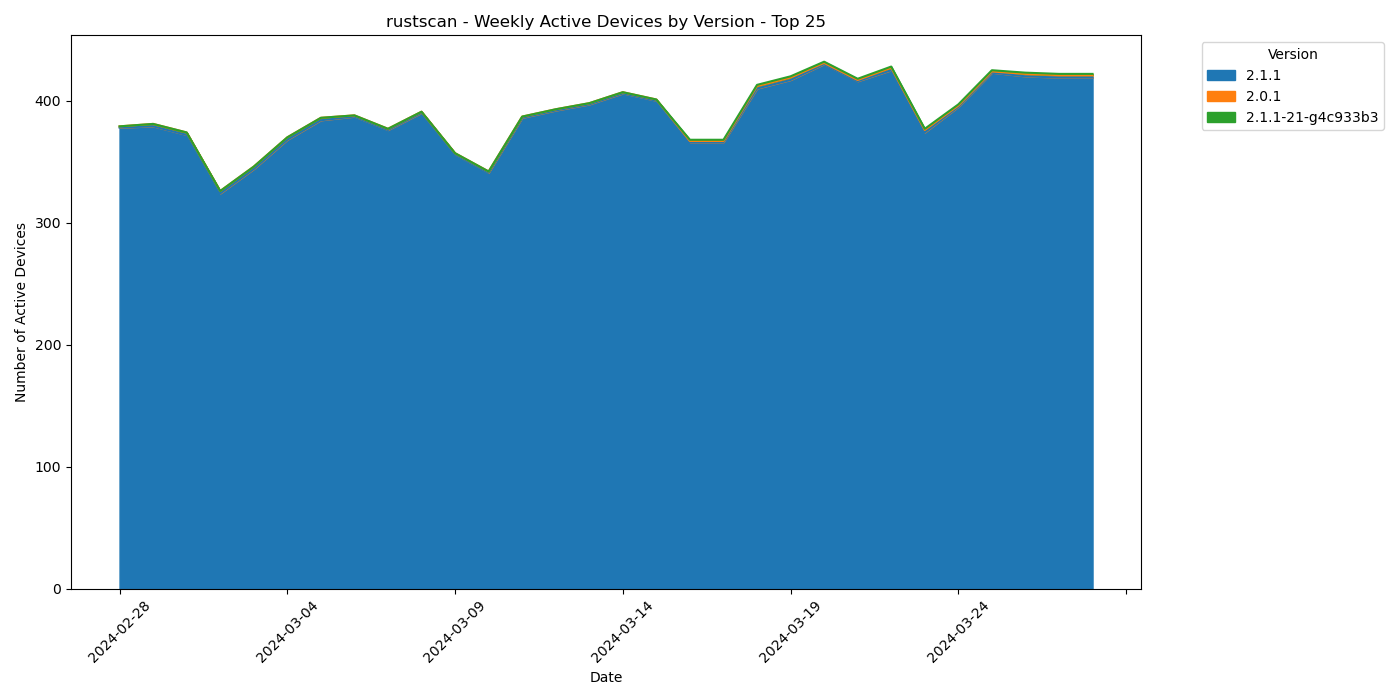 rustscan - Weekly Active Devices by Version - Top 25
Version
2.1.1
2.0.1
2.1.1-21-g4c933b3
Number of Active Devices
400
300
200
100
0
2024-02-28
2024-03-04
2024-03-09
2024-03-14
2024-03-19
2024-03-24
Date